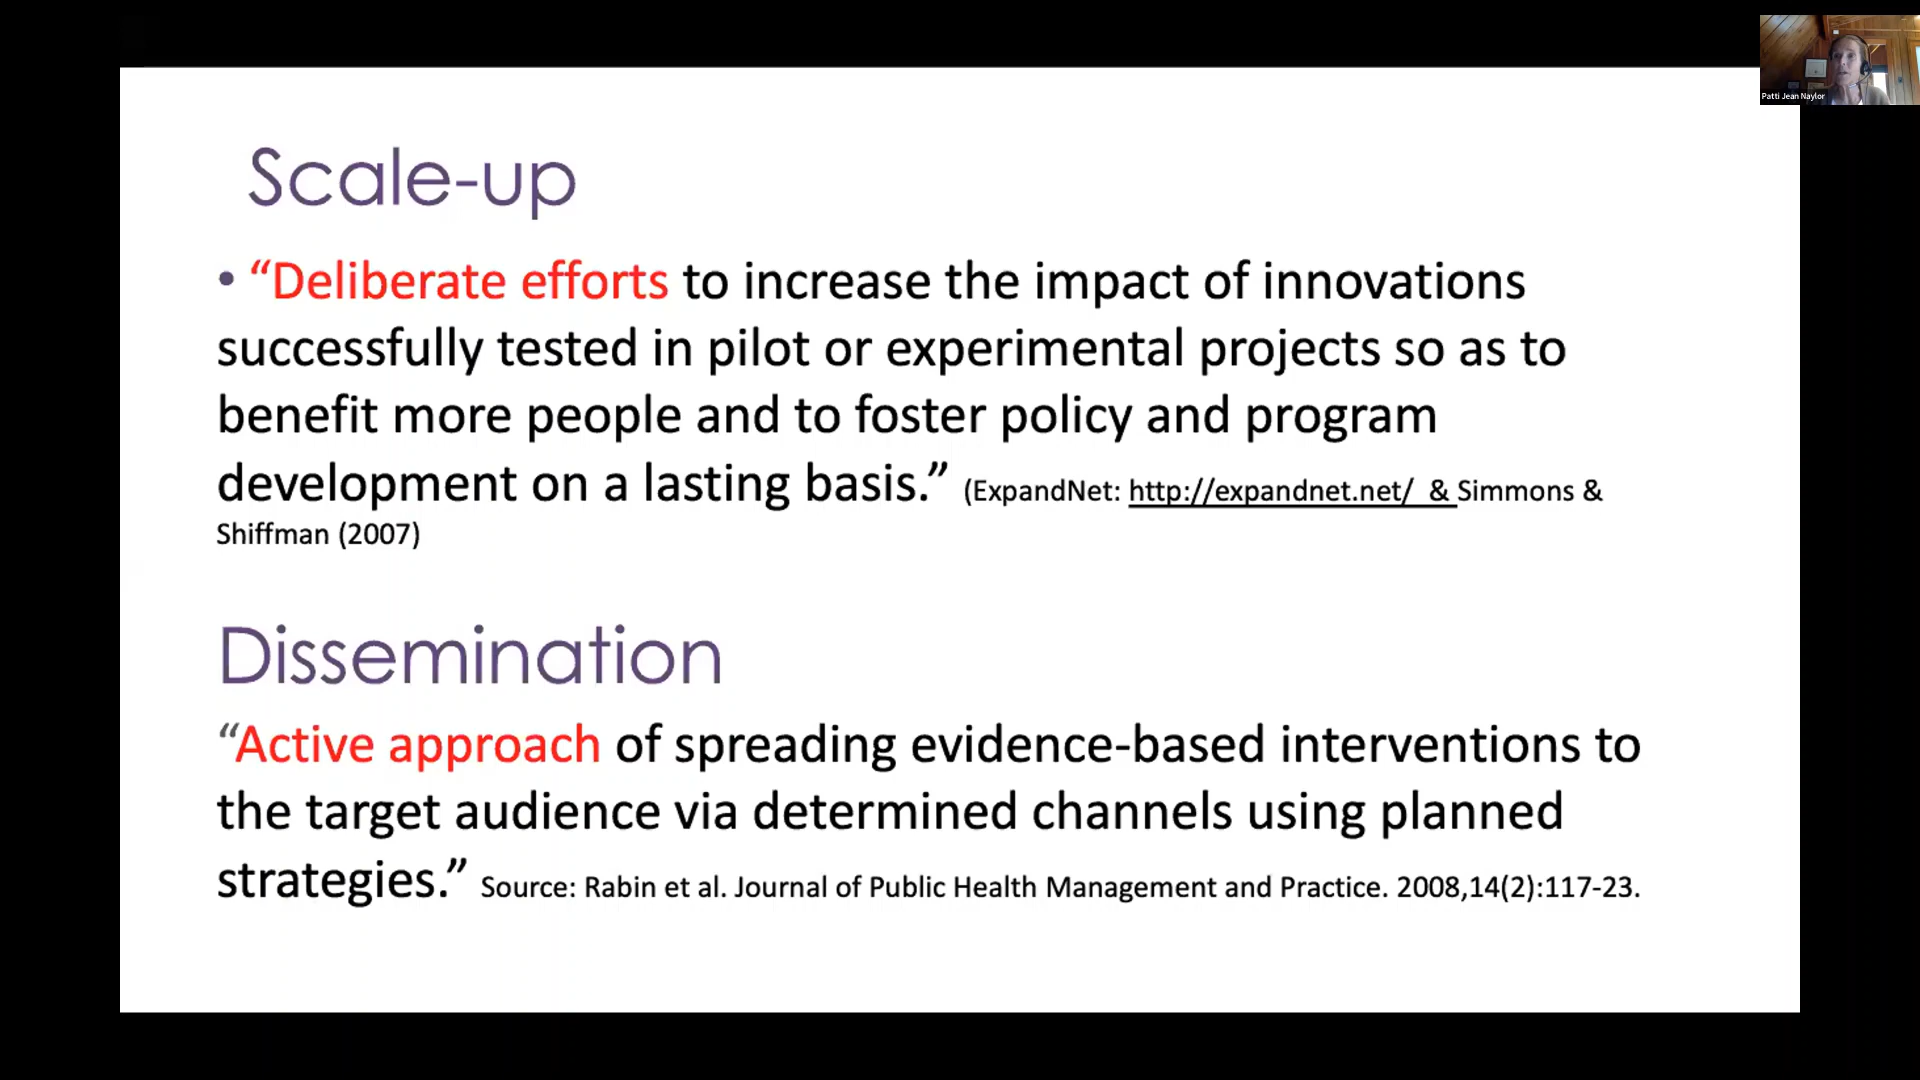 Patti Jean Naylor
Scale-up
• “Deliberate efforts to increase the impact of innovations
successfully tested in pilot or experimental projects so as to
benefit more people and to foster policy and program
development on a lasting basis.” (ExpandNet: http://expandnet.net/ & Simmons &
Shiffman (2007)
Dissemination
“Active approach of spreading evidence-based interventions to
the target audience via determined channels using planned
strategies.” Source: Rabin et al. Journal of Public Health Management and Practice. 2008,14(2):117-23.